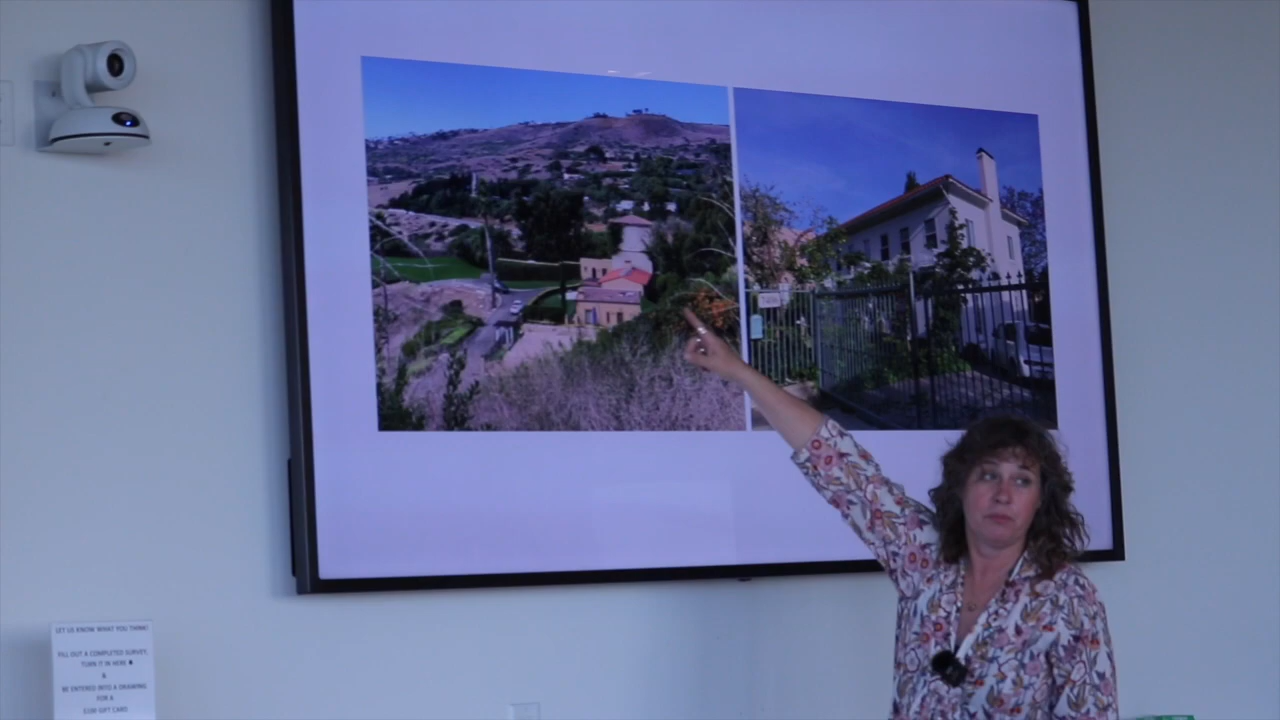 LET US KNOW WHAT YOU THINK!
FILL OUT A COMPLETED SURVEY,
TURN IT IN HERE
&
BE ENTERED INTO A DRAWING
FOR A
GIFT CARD